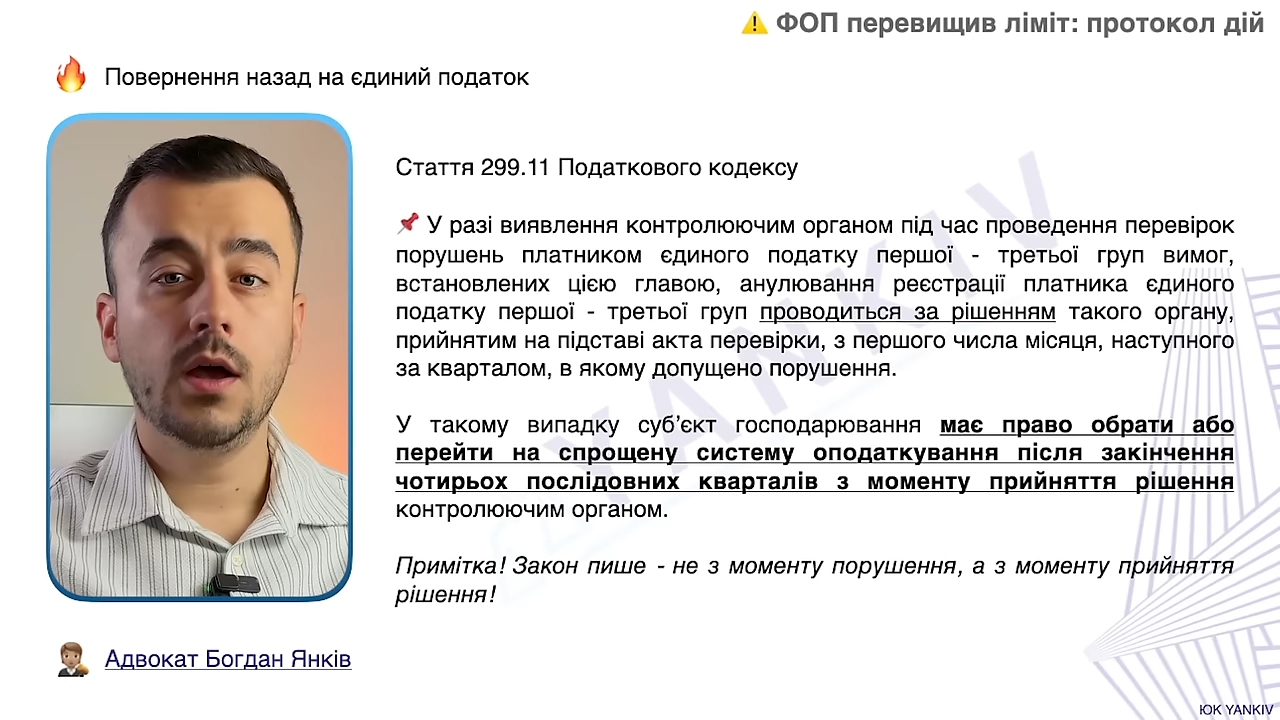 ФОП перевищив ліміт: протокол дій
Повернення назад на єдиний податок
Стаття 299.11 Податкового кодексу
У разі виявлення контролюючим органом під час проведення перевірок
порушень платником єдиного податку першої - третьої груп вимог,
встановлених цією главою, анулювання реєстрації платника єдиного
податку першої - третьої груп проводиться за рішенням такого органу,
прийнятим на підставі акта перевірки, з першого числа місяця, наступного
за кварталом, в якому допущено порушення.
У такому випадку суб’єкт господарювання має право обрати або
перейти на спрощену систему оподаткування після закінчення
чотирьох послідовних кварталів з моменту прийняття рішення
контролюючим органом.
Примітка! Закон пише - не з моменту порушення, а з моменту прийняття
рішення!
Адвокат Богдан Янків
ЮК YANKIV
YANKIV